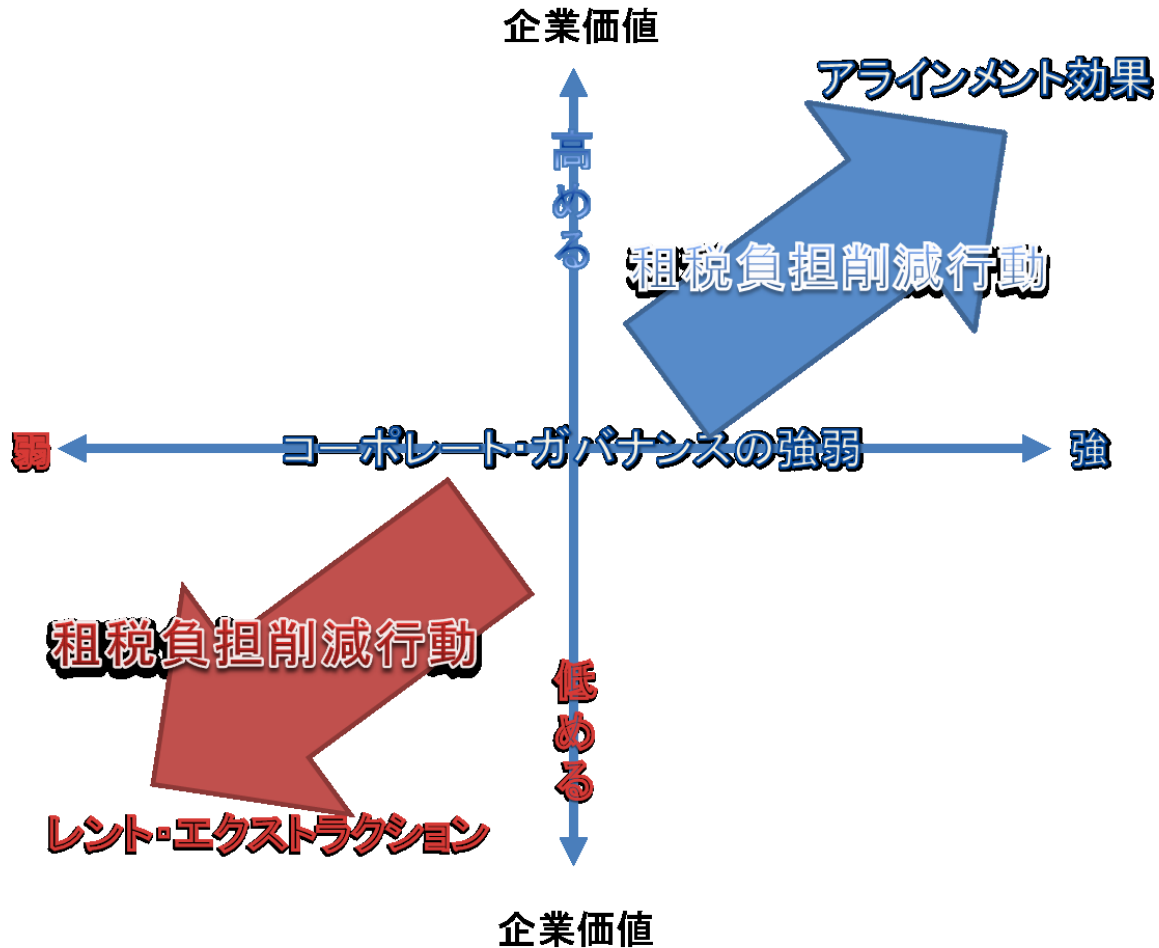 企業価値
アラインメント効果
高める
租税負担削減行動
弱
コーポレート・ガバナンスの強弱
強
租税負担削減行動
低める
レント・エクストラクション
企業価値